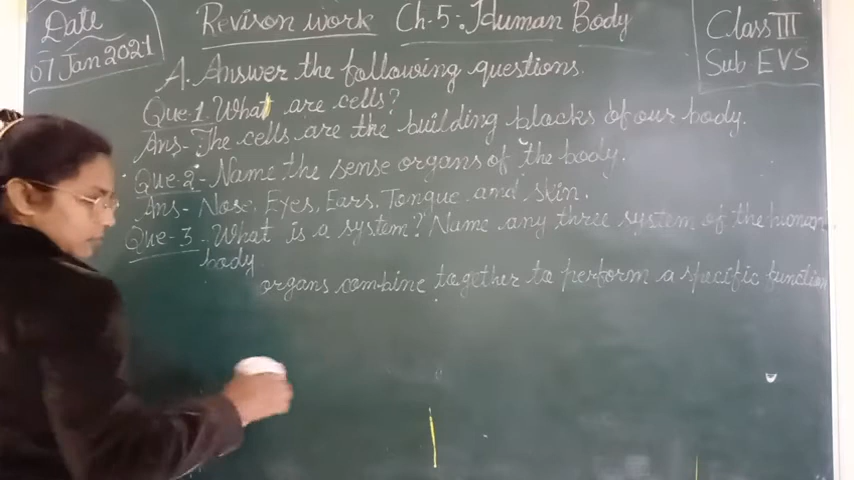 Date
07 Jan 2021
Revison work Ch-5: Human Body
Class III
Sub EVS
A. Answer the following questions.
Que-1. What are cells?
Ans- The cells are the building blocks of our body.
Que-2- Name the sense organs of the body.
Ans- Nose, Eyes, Ears, Tongue and skin.
Que-3. What is a system? Name any three system of the human
body
organs combine together to perform a specific function